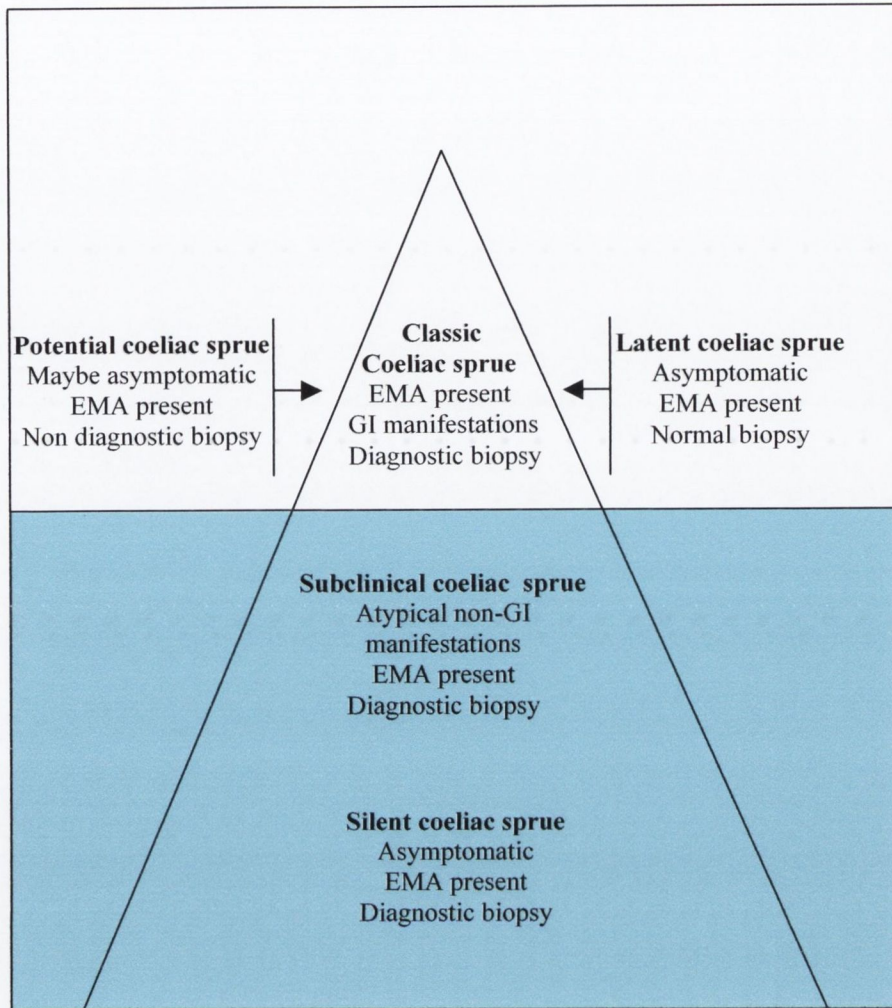 Potential coeliac sprue
Maybe asymptomatic
EMA present
Non diagnostic biopsy
Classic
Coeliac sprue
EMA present
GI manifestations
Diagnostic biopsy
Latent coeliac sprue
Asymptomatic
EMA present
Normal biopsy
Subclinical coeliac sprue
Atypical non-GI
manifestations
EMA present
Diagnostic biopsy
Silent coeliac sprue
Asymptomatic
EMA present
Diagnostic biopsy